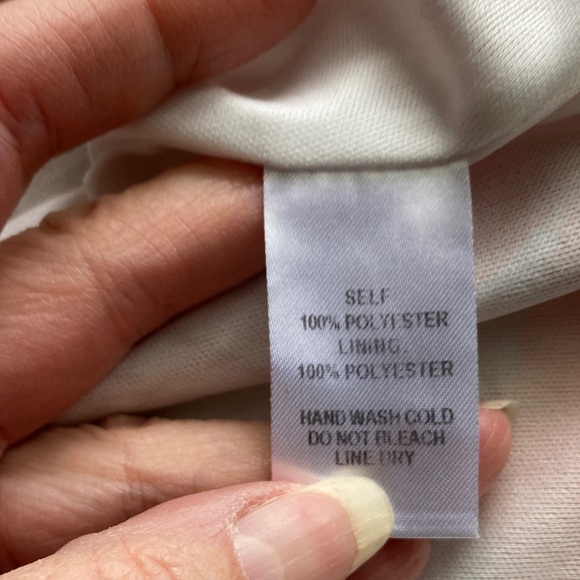 SELF
100% POLYESTER
LINING.
100% POLYESTER
HAND WASH COLD
DO NOT BLEACH
LINE DRY